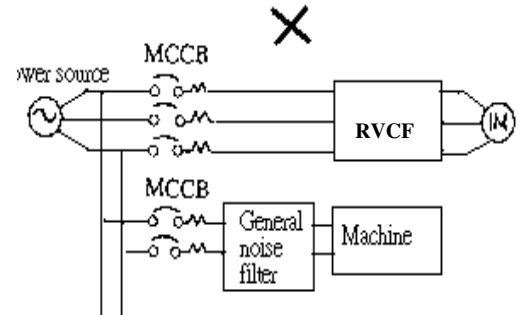 MCCB
ower source
RVCF
IM
MCCB
General
noise
filter
Machine